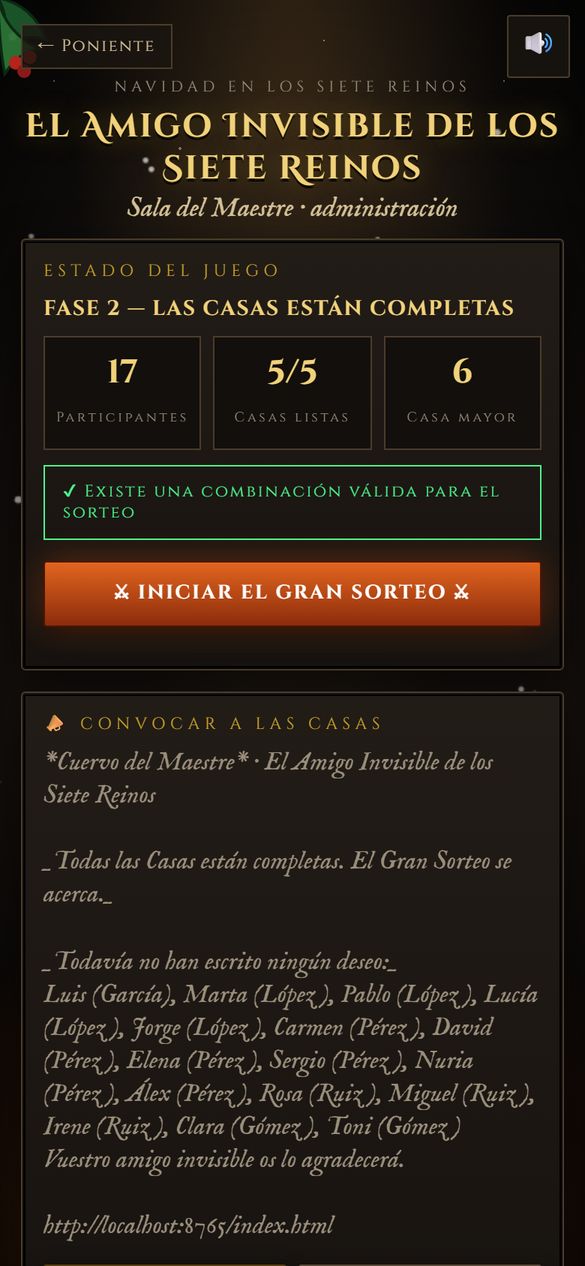 ← Poniente
Navidad en los Siete Reinos
El Amigo Invisible de los
Siete Reinos
Sala del Maestre · administración
Estado del juego
Fase 2 — Las Casas están completas
17
Participantes
5/5
Casas listas
6
Casa mayor
✓ Existe una combinación válida para el
sorteo
⚔ Iniciar el Gran Sorteo ⚔
📣 Convocar a las Casas
*Cuervo del Maestre* · El Amigo Invisible de los
Siete Reinos
_Todas las Casas están completas. El Gran Sorteo se
acerca._
_Todavía no han escrito ningún deseo:_
Luis (García), Marta (López), Pablo (López), Lucía
(López), Jorge (López), Carmen (Pérez), David
(Pérez), Elena (Pérez), Sergio (Pérez), Nuria
(Pérez), Álex (Pérez), Rosa (Ruiz), Miguel (Ruiz),
Irene (Ruiz), Clara (Gómez), Toni (Gómez)
Vuestro amigo invisible os lo agradecerá.
http://localhost:8765/index.html